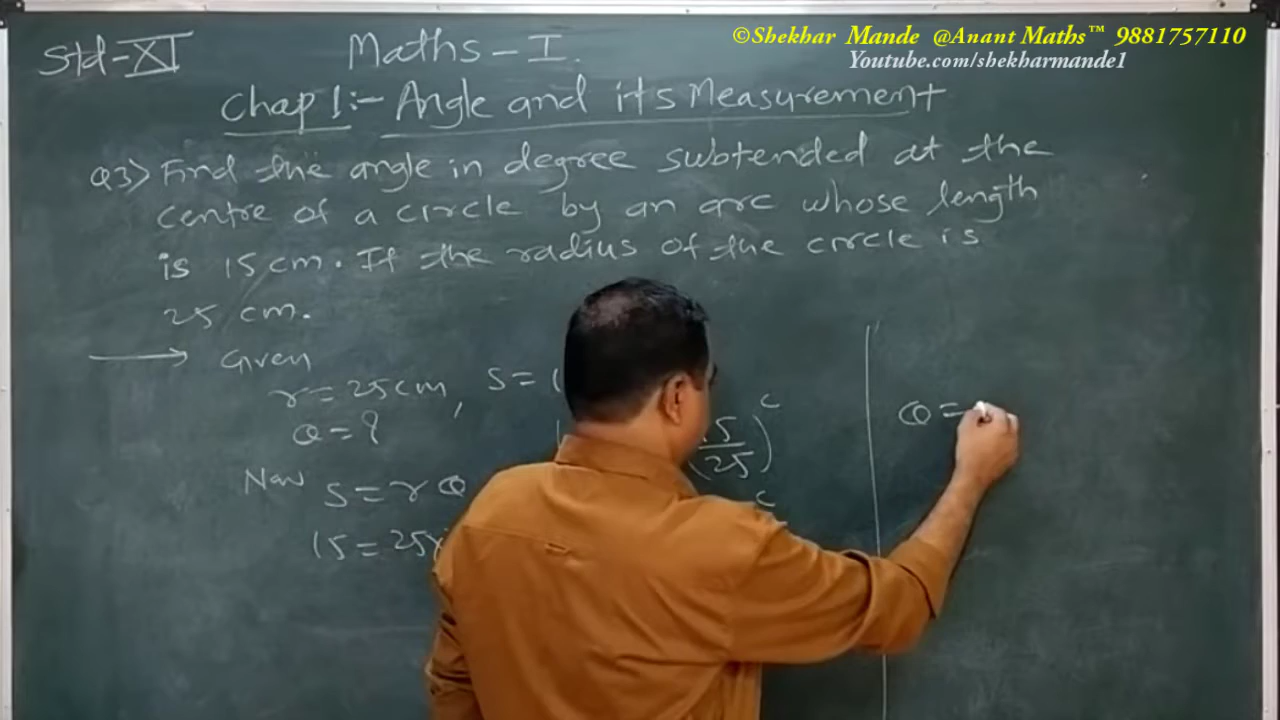 ©Shekhar Mande @Anant Maths™ 9881757110
Youtube.com/shekharmande1
Std-XI Maths-I.
Chap 1:- Angle and its Measurement
Q3> Find the angle in degree subtended at the
centre of a circle by an arc whose length
is 15 cm. If the radius of the circle is
25 cm.
→ Given
r=25cm, S=
θ=?
Now S=rθ
15=25×
25)ᶜ
c
θ=